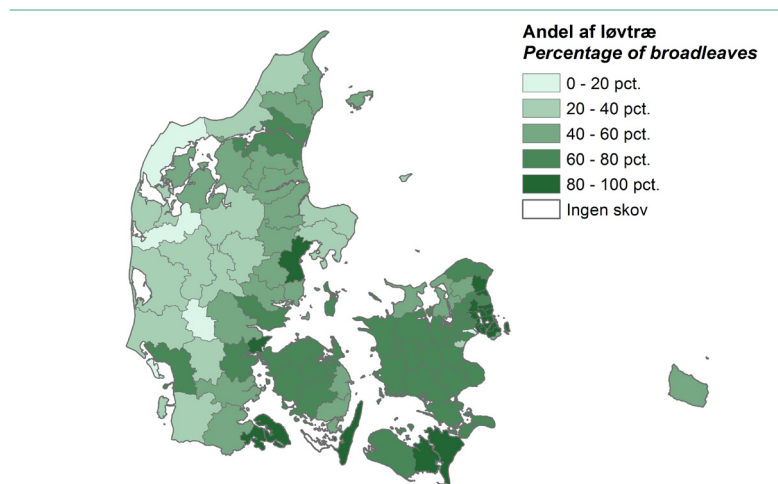 Andel af løvtræ
Percentage of broadleaves
0 - 20 pct.
20 - 40 pct.
40 - 60 pct.
60 - 80 pct.
80 - 100 pct.
Ingen skov